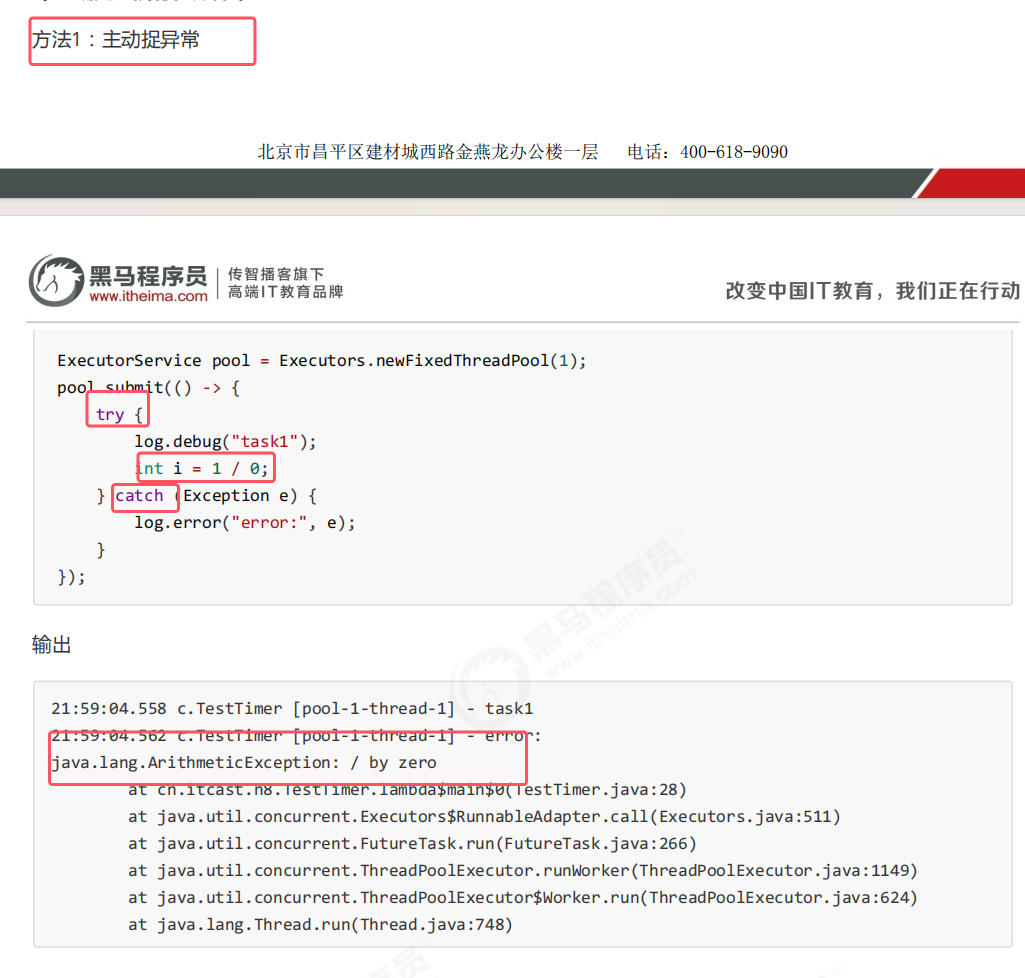 方法1：主动捉异常
北京市昌平区建材城西路金燕龙办公楼一层 电话：400-618-9090
黑马程序员
www.itheima.com
传智播客旗下
高端IT教育品牌
改变中国IT教育，我们正在行动
ExecutorService pool = Executors.newFixedThreadPool(1);
pool.submit(() -> {
    try {
        log.debug("task1");
        int i = 1 / 0;
    } catch (Exception e) {
        log.error("error:", e);
    }
});
输出
21:59:04.558 c.TestTimer [pool-1-thread-1] - task1
21:59:04.562 c.TestTimer [pool-1-thread-1] - error:
java.lang.ArithmeticException: / by zero
        at cn.itcast.n8.TestTimer.lambda$main$0(TestTimer.java:28)
        at java.util.concurrent.Executors$RunnableAdapter.call(Executors.java:511)
        at java.util.concurrent.FutureTask.run(FutureTask.java:266)
        at java.util.concurrent.ThreadPoolExecutor.runWorker(ThreadPoolExecutor.java:1149)
        at java.util.concurrent.ThreadPoolExecutor$Worker.run(ThreadPoolExecutor.java:624)
        at java.lang.Thread.run(Thread.java:748)
黑马程序员
www.itheima.com